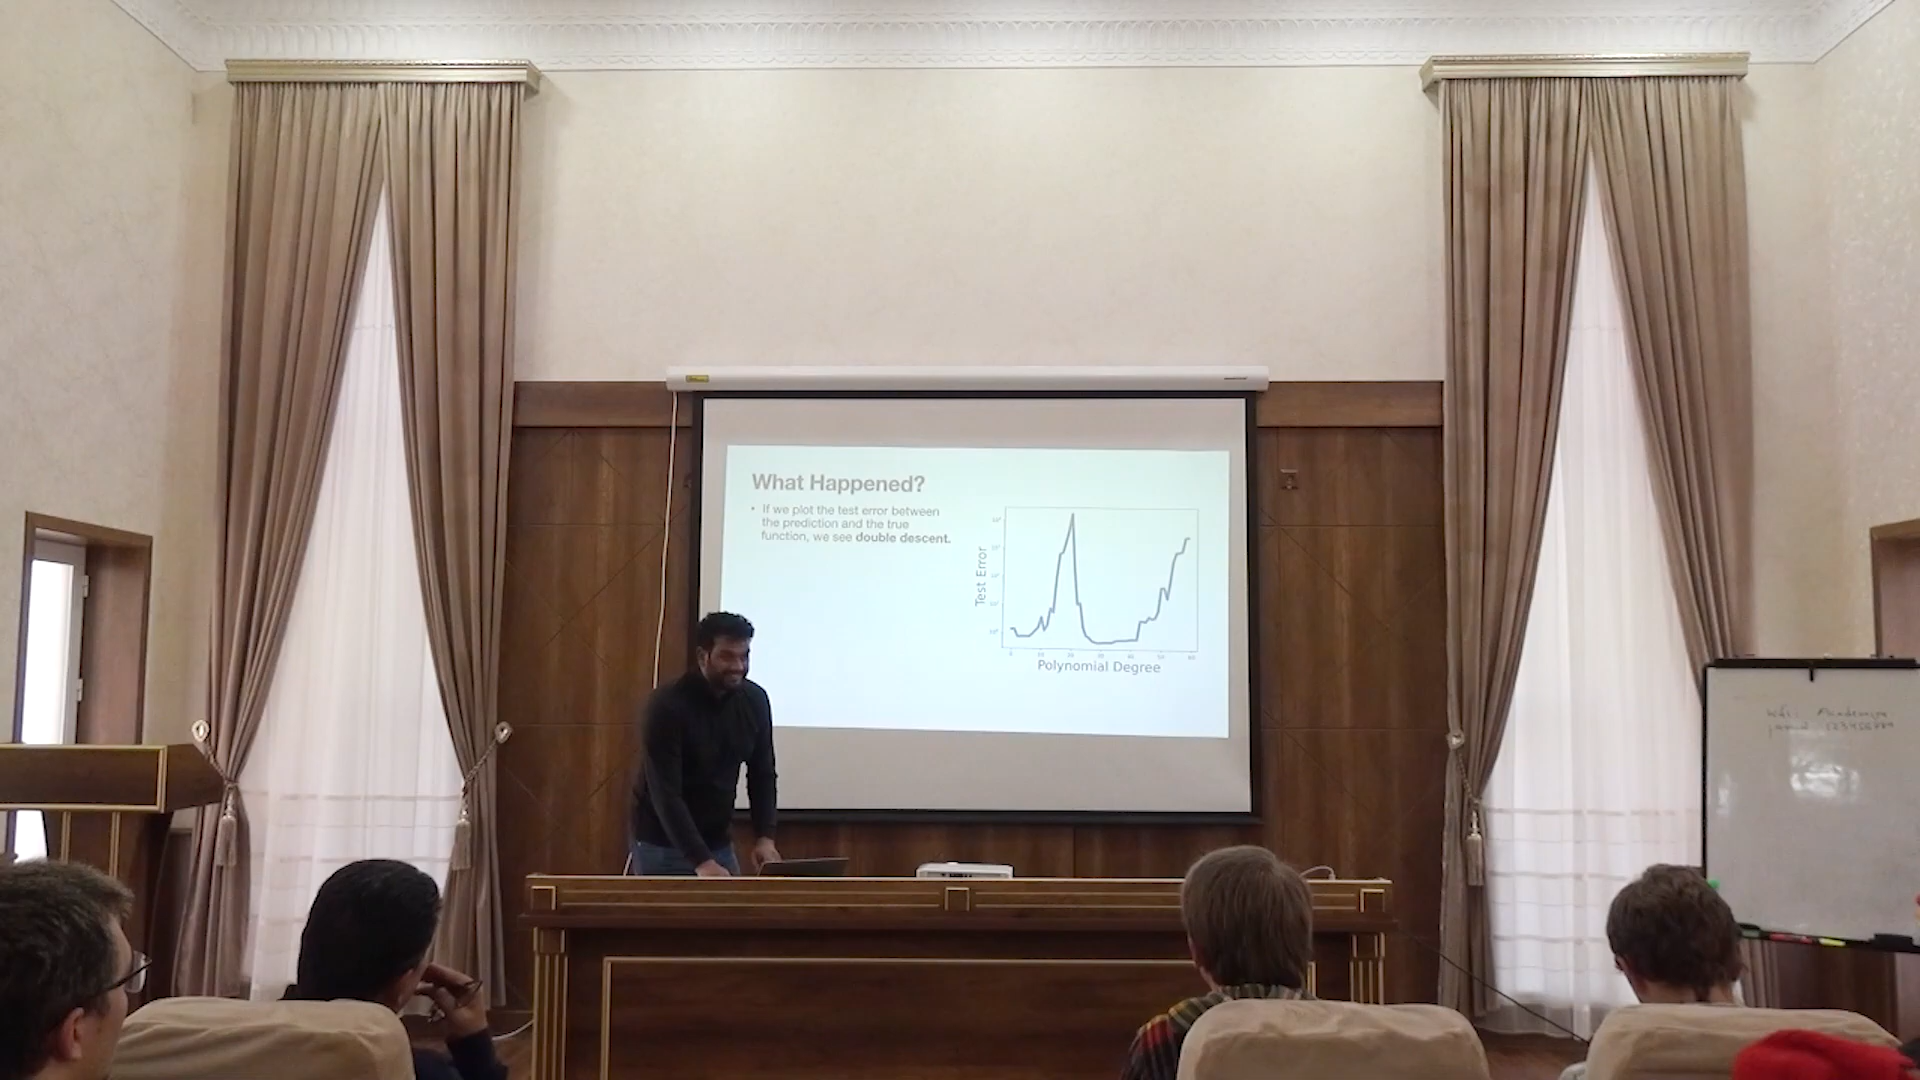 What Happened?
• If we plot the test error between
the prediction and the true
function, we see double descent.
Test Error
Polynomial Degree